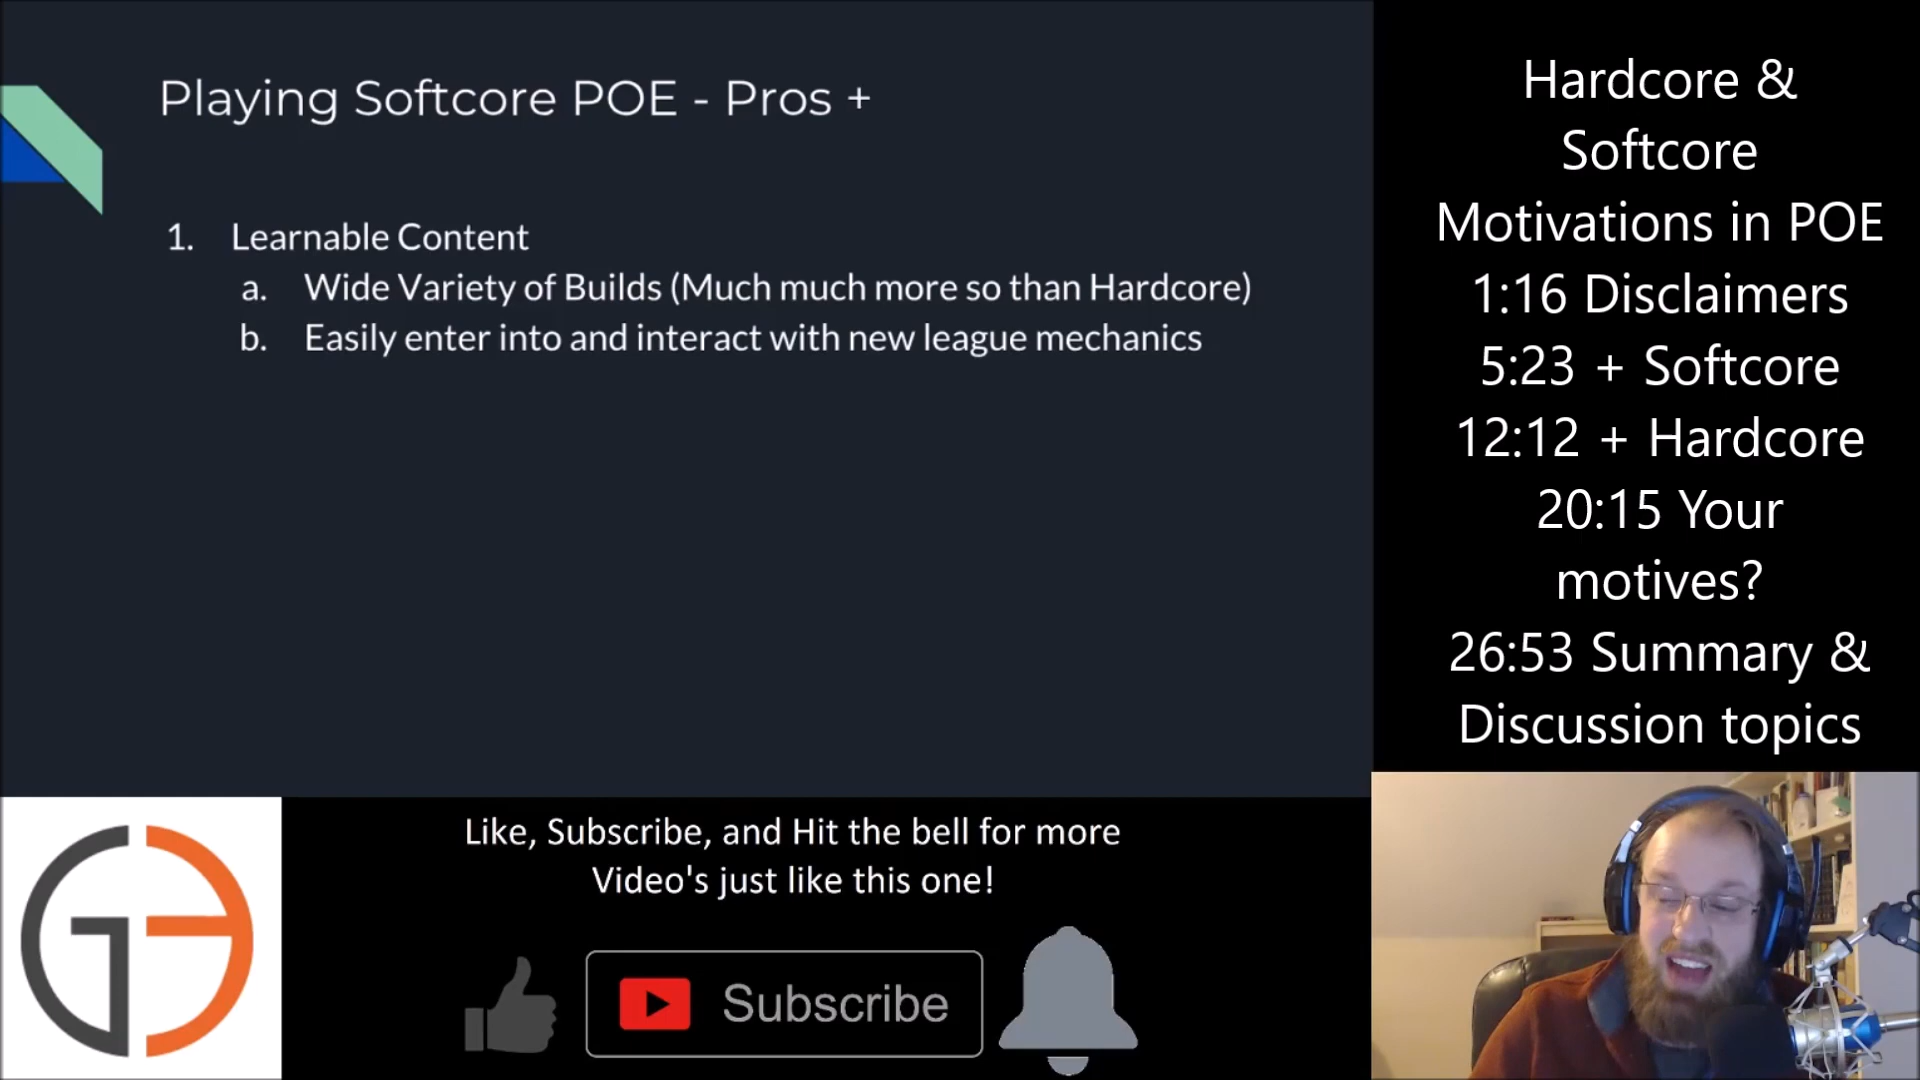 Playing Softcore POE - Pros +
1. Learnable Content
a. Wide Variety of Builds (Much much more so than Hardcore)
b. Easily enter into and interact with new league mechanics
Hardcore &
Softcore
Motivations in POE
1:16 Disclaimers
5:23 + Softcore
12:12 + Hardcore
20:15 Your
motives?
26:53 Summary &
Discussion topics
Like, Subscribe, and Hit the bell for more
Video's just like this one!
Subscribe